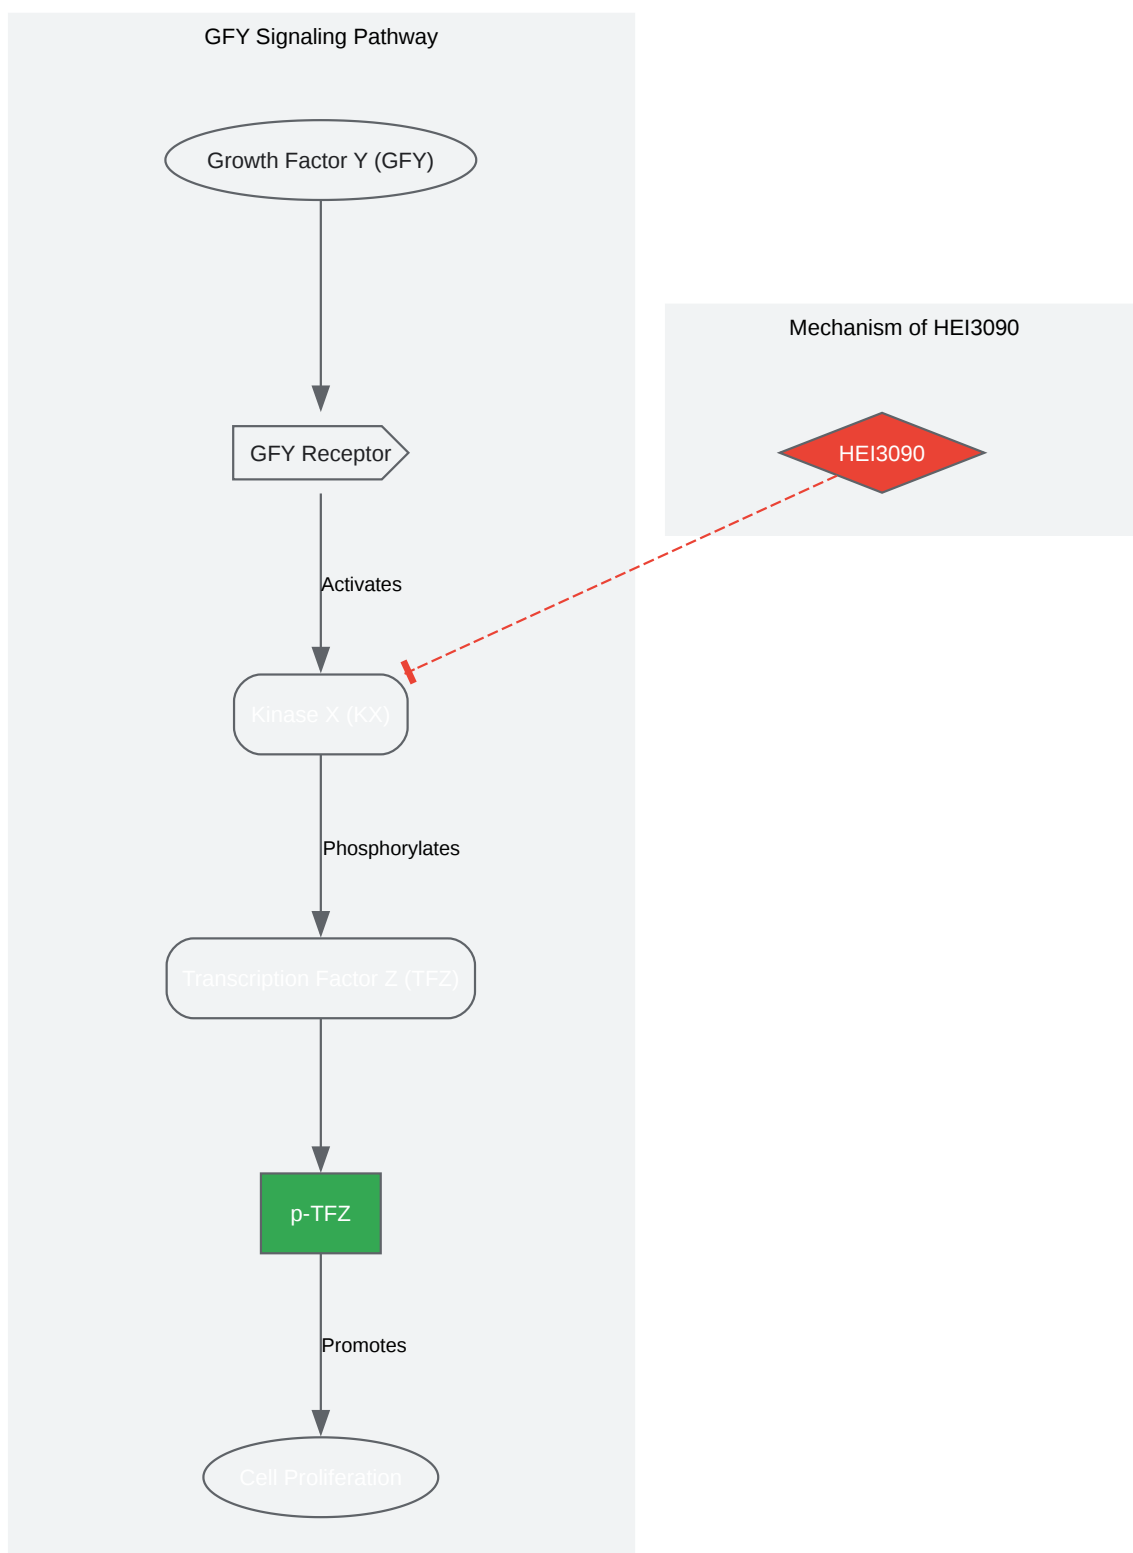 GFY Signaling Pathway
Growth Factor Y (GFY)
Mechanism of HEI3090
GFY Receptor
HEI3090
Activates
Kinase X (KX)
Phosphorylates
Transcription Factor Z (TFZ)
p-TFZ
Promotes
Cell Proliferation